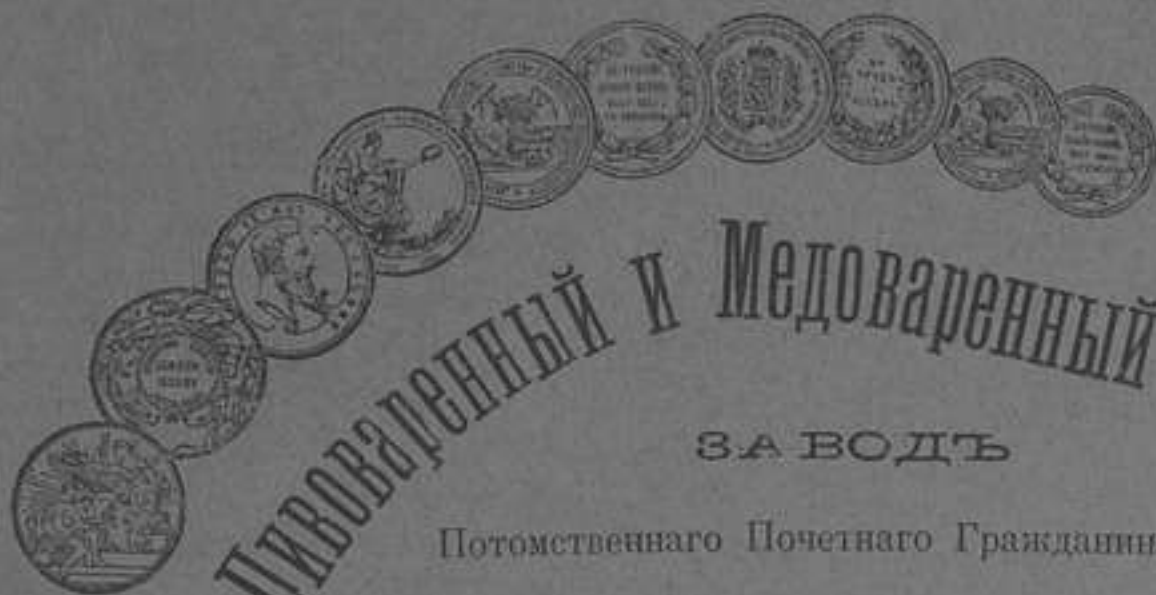 Пивоваренный и Медоваренный
ЗАВОДЪ
Потомственнаго Почетнаго Гражданин